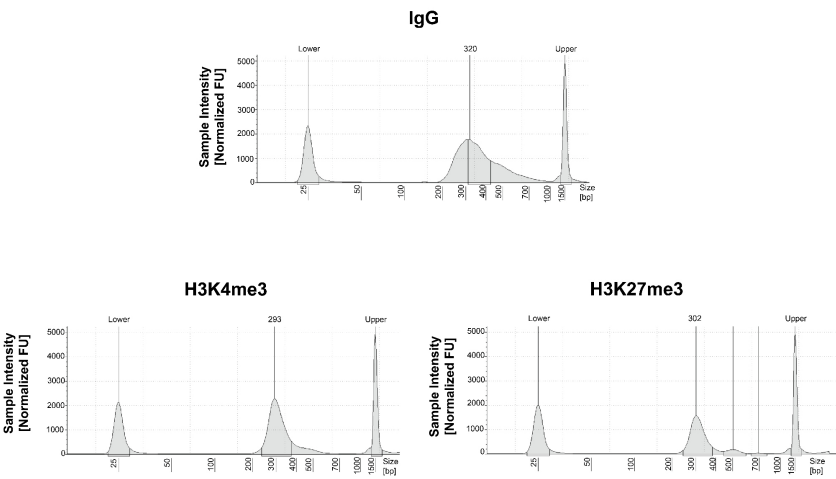 IgG
Lower 320 Upper
Sample Intensity
[Normalized FU]
5000
4000
3000
2000
1000
0
25 50 100 200 300 400 500 700 1000 1500 Size
[bp]
H3K4me3
Lower 293 Upper
Sample Intensity
[Normalized FU]
5000
4000
3000
2000
1000
0
25 50 100 200 300 400 500 700 1000 1500 Size
[bp]
H3K27me3
Lower 302 Upper
Sample Intensity
[Normalized FU]
5000
4000
3000
2000
1000
0
25 50 100 200 300 400 500 700 1000 1500 Size
[bp]